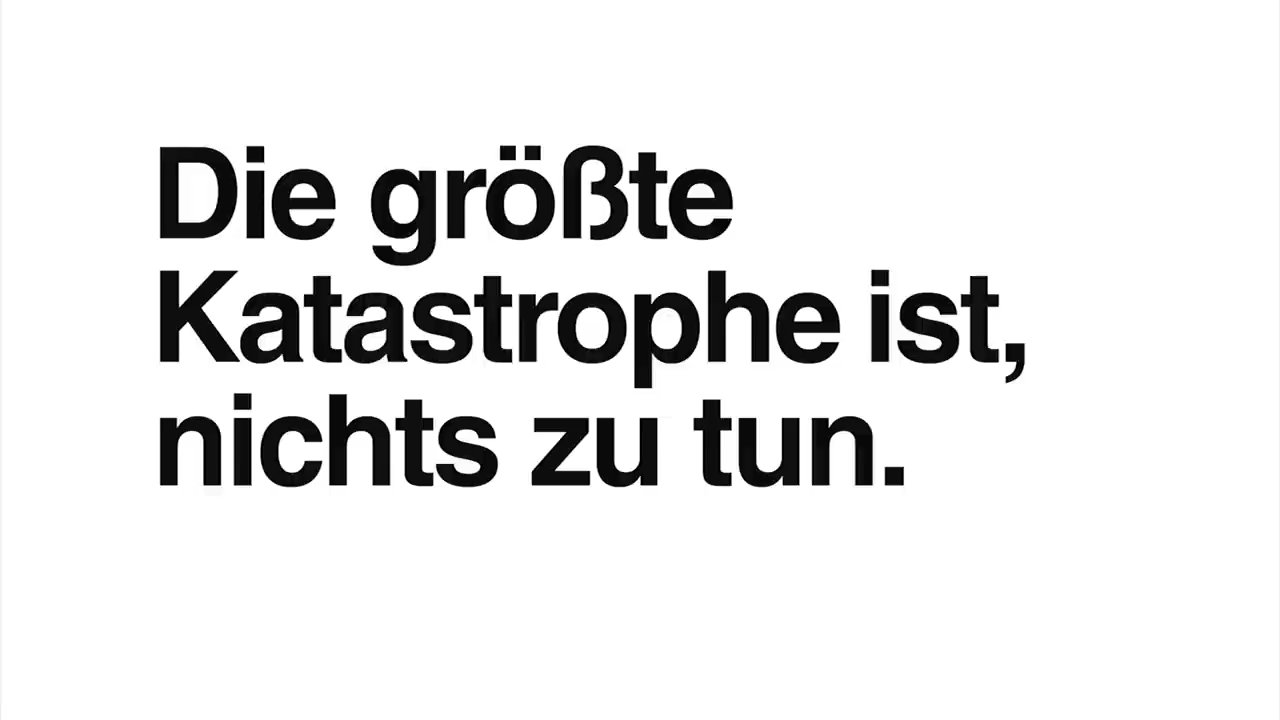 Die größte
Katastrophe ist,
nichts zu tun.